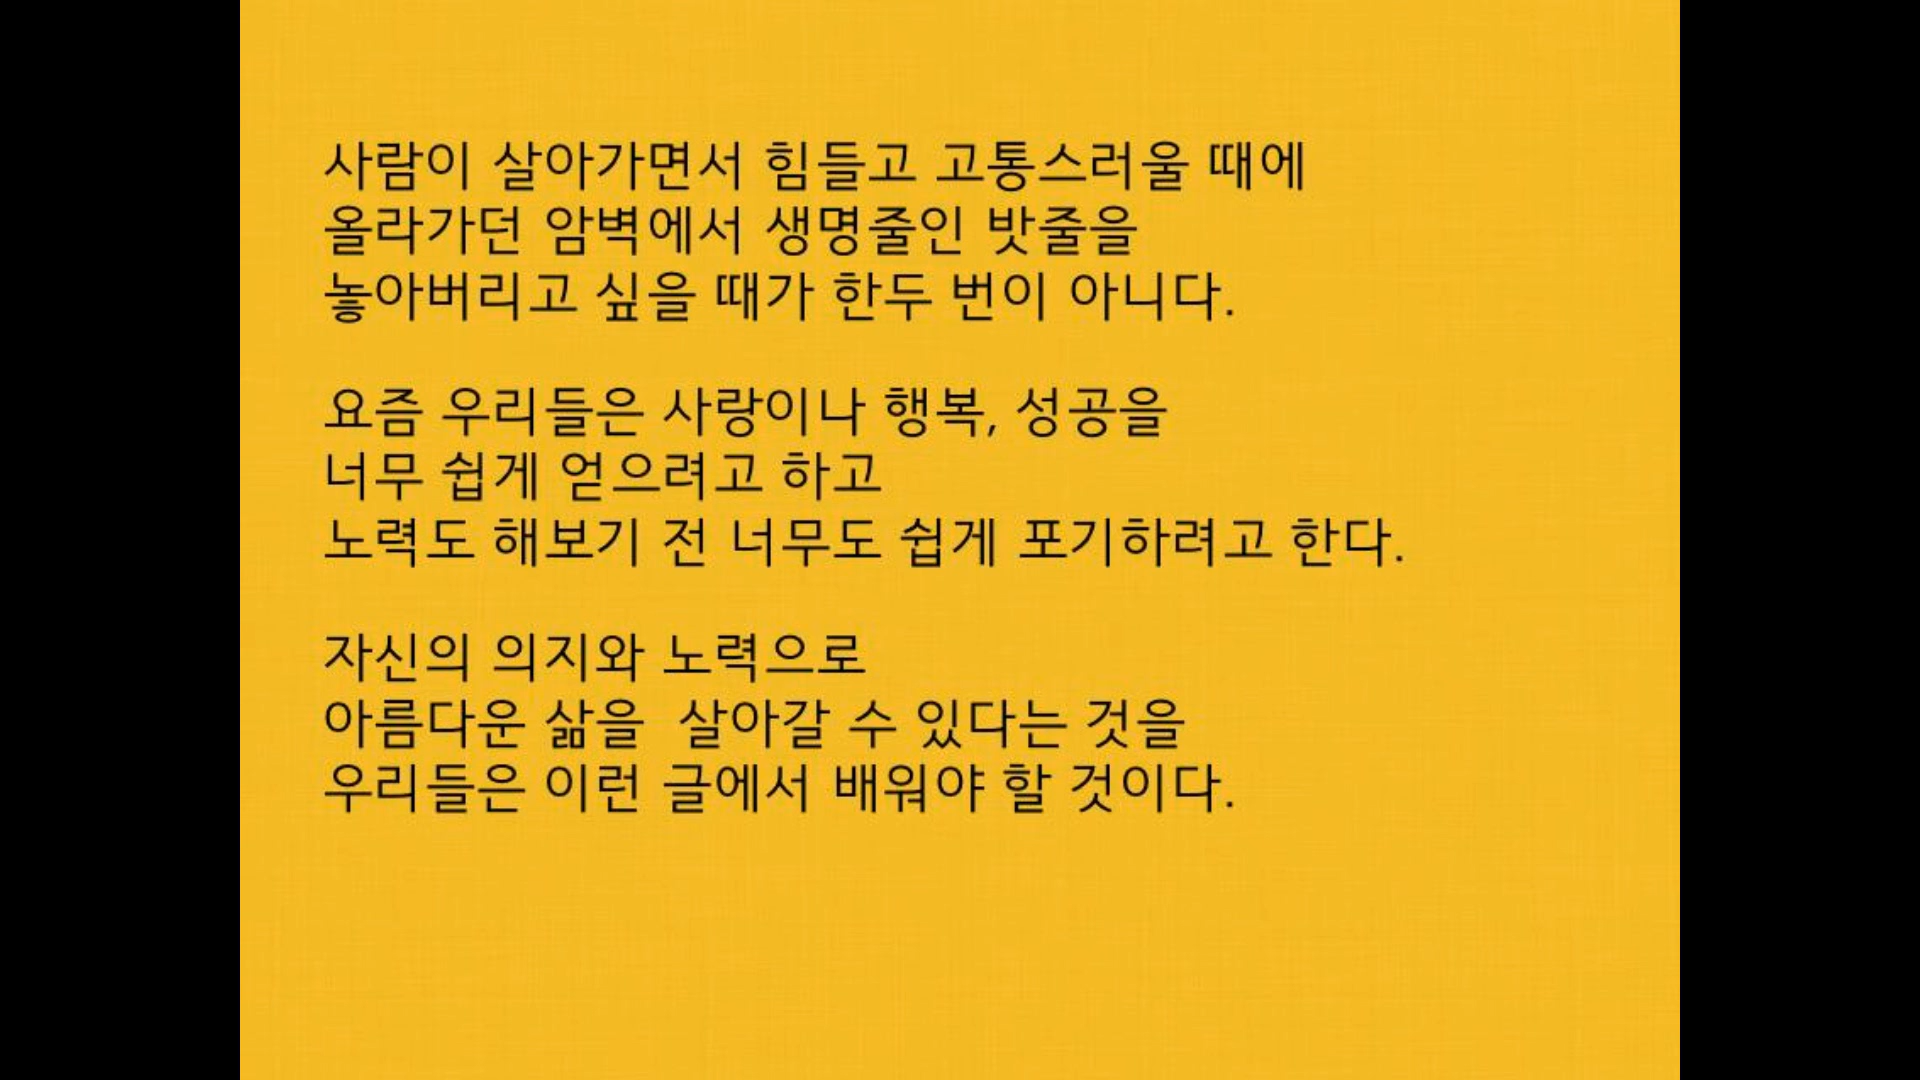 사람이 살아가면서 힘들고 고통스러울 때에
올라가던 암벽에서 생명줄인 밧줄을
놓아버리고 싶을 때가 한두 번이 아니다.
요즘 우리들은 사랑이나 행복, 성공을
너무 쉽게 얻으려고 하고
노력도 해보기 전 너무도 쉽게 포기하려고 한다.
자신의 의지와 노력으로
아름다운 삶을  살아갈 수 있다는 것을
우리들은 이런 글에서 배워야 할 것이다.